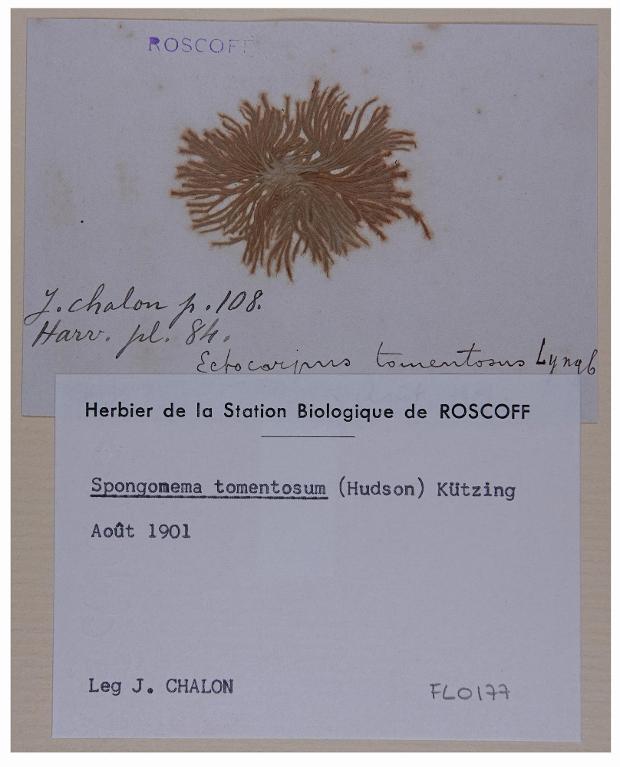 ROSCOFF
J. Chalon p. 108.
Harv. pl. 84.
Ectocarpus tomentosus Lyngb
Herbier de la Station Biologique de ROSCOFF
Spongomema tomentosum (Hudson) Kützing
Août 1901
Leg J. CHALON
FL0177